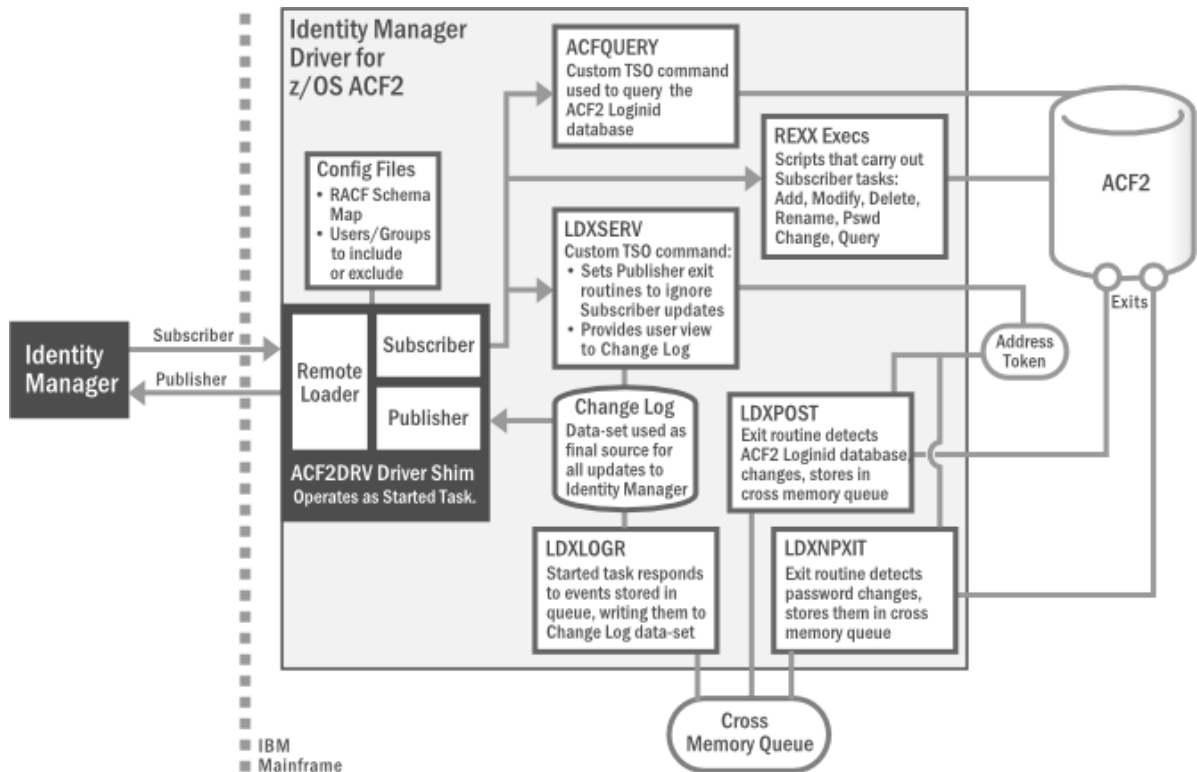 Identity Manager
Driver for
z/OS ACF2
ACFQUERY
Custom TSO command
used to query the
ACF2 Loginid
database
REXX Execs
Scripts that carry out
Subscriber tasks:
Add, Modify, Delete,
Rename, Pswd
Change, Query
ACF2
Exits
Config Files
• RACF Schema
Map
• Users/Groups
to include
or exclude
LDXSERV
Custom TSO command:
• Sets Publisher exit
routines to ignore
Subscriber updates
• Provides user view
to Change Log
Address
Token
Identity
Manager
Subscriber
Publisher
Remote
Loader
Subscriber
Publisher
ACF2DRV Driver Shim
Operates as Started Task.
Change Log
Data-set used as
final source for
all updates to
Identity Manager
LDXPOST
Exit routine detects
ACF2 Loginid database,
changes, stores in
cross memory queue
LDXLOGR
Started task responds
to events stored in
queue, writing them to
Change Log data-set
LDXNPXIT
Exit routine detects
password changes,
stores them in cross
memory queue
Cross
Memory Queue
IBM
Mainframe